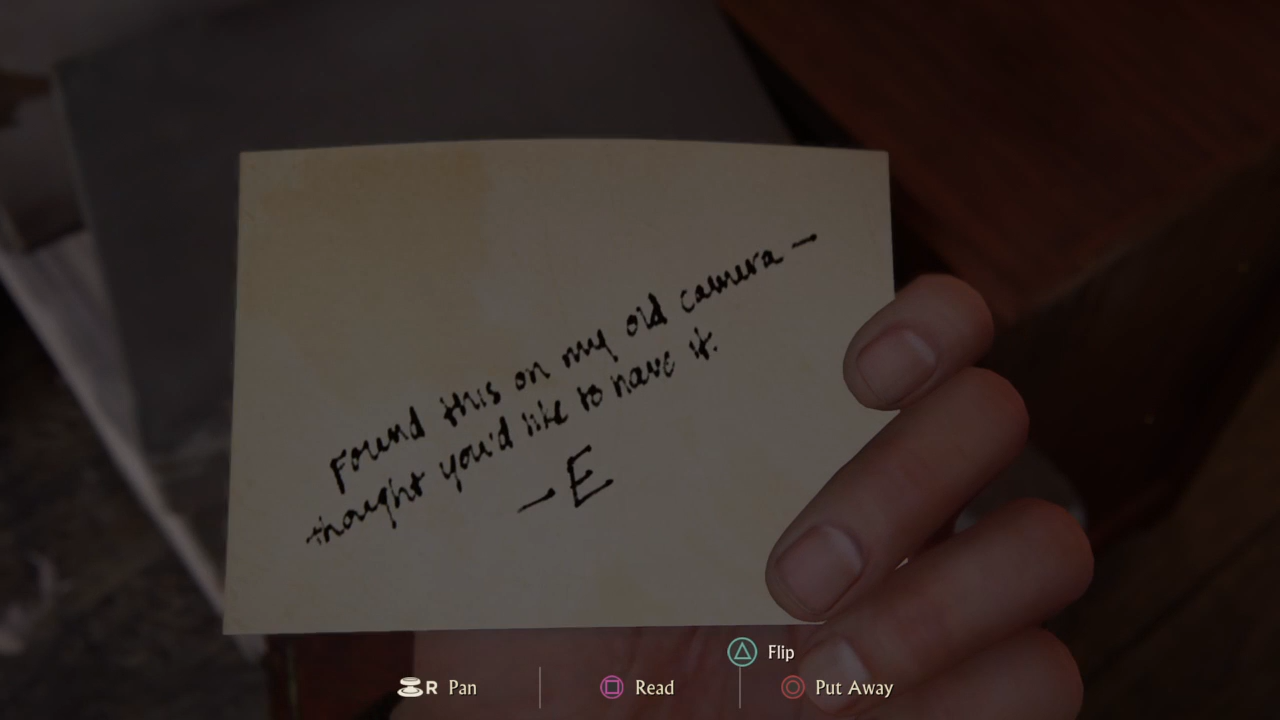 Found this on my old camera –
thought you'd like to have it.
– E
Flip
R Pan
Read
Put Away